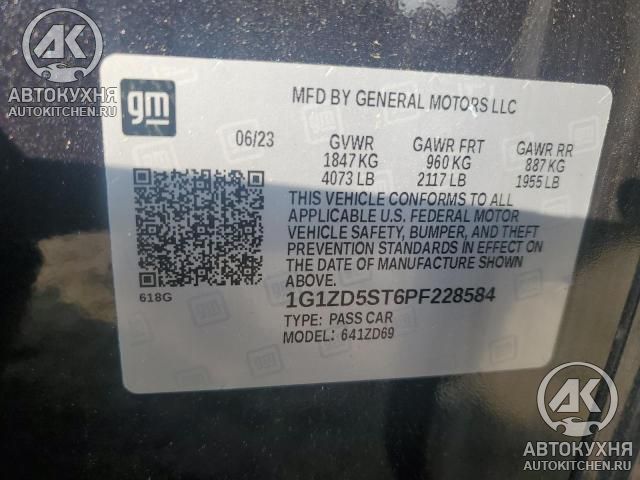 АВТОКУХНЯ
AUTOKITCHEN.RU
gm
MFD BY GENERAL MOTORS LLC
06/23 GVWR GAWR FRT GAWR RR
1847 KG 960 KG 887 KG
4073 LB 2117 LB 1955 LB
THIS VEHICLE CONFORMS TO ALL
APPLICABLE U.S. FEDERAL MOTOR
VEHICLE SAFETY, BUMPER, AND THEFT
PREVENTION STANDARDS IN EFFECT ON
THE DATE OF MANUFACTURE SHOWN
ABOVE.
618G
1G1ZD5ST6PF228584
TYPE: PASS CAR
MODEL: 641ZD69
АК
АВТОКУХНЯ
AUTOKITCHEN.RU
АК